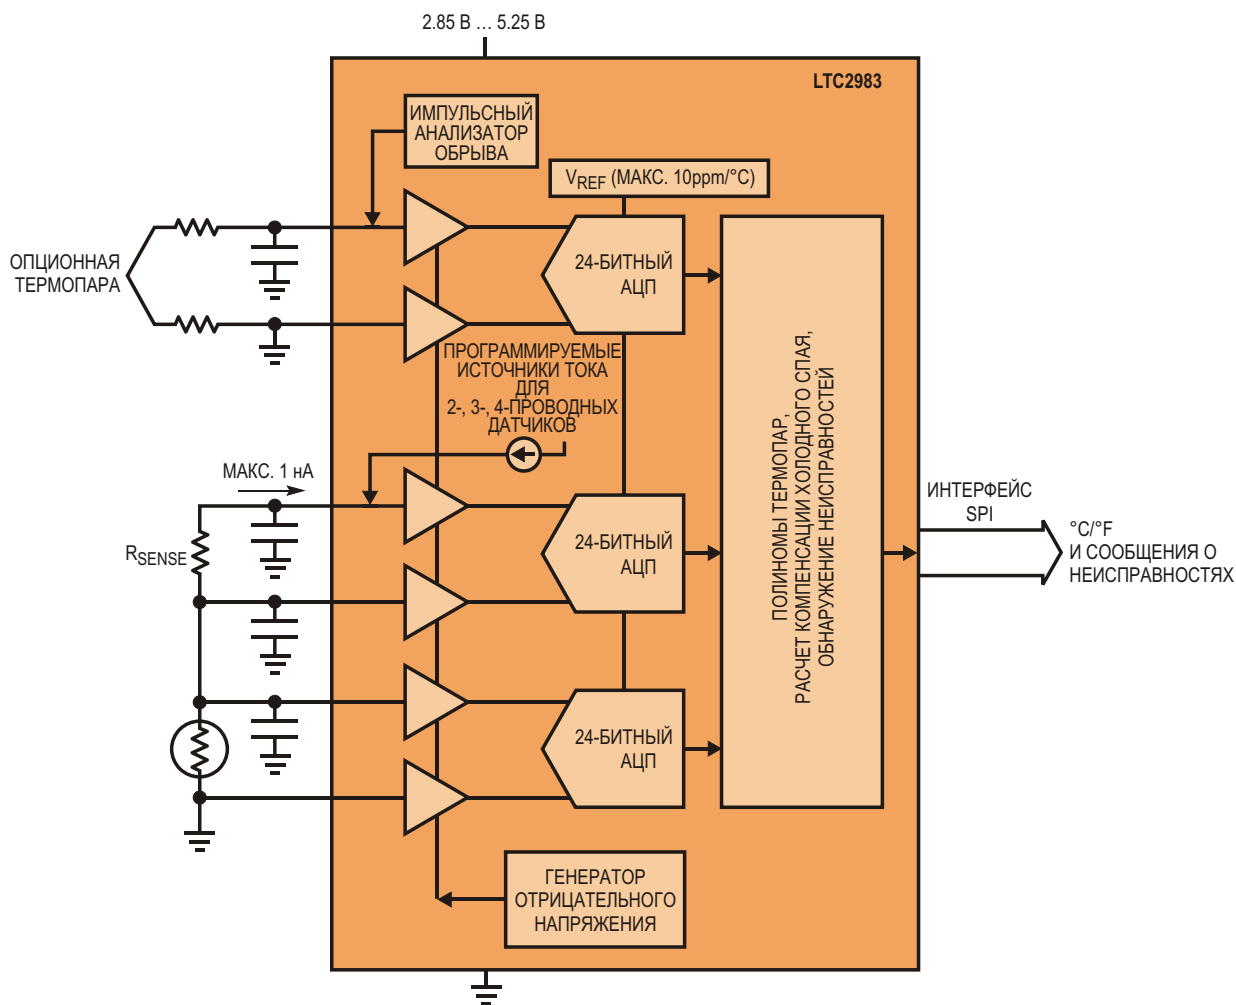 2.85 В … 5.25 В
LTC2983
ИМПУЛЬСНЫЙ
АНАЛИЗАТОР
ОБРЫВА
VREF (МАКС. 10ppm/°C)
24-БИТНЫЙ
АЦП
ОПЦИОННАЯ
ТЕРМОПАРА
ПРОГРАММИРУЕМЫЕ
ИСТОЧНИКИ ТОКА
ДЛЯ
2-, 3-, 4-ПРОВОДНЫХ
ДАТЧИКОВ
МАКС. 1 нА
RSENSE
24-БИТНЫЙ
АЦП
24-БИТНЫЙ
АЦП
ПОЛИНОМЫ ТЕРМОПАР,
РАСЧЕТ КОМПЕНСАЦИИ ХОЛОДНОГО СПАЯ,
ОБНАРУЖЕНИЕ НЕИСПРАВНОСТЕЙ
ИНТЕРФЕЙС
SPI
°C/°F
И СООБЩЕНИЯ О
НЕИСПРАВНОСТЯХ
ГЕНЕРАТОР
ОТРИЦАТЕЛЬНОГО
НАПРЯЖЕНИЯ